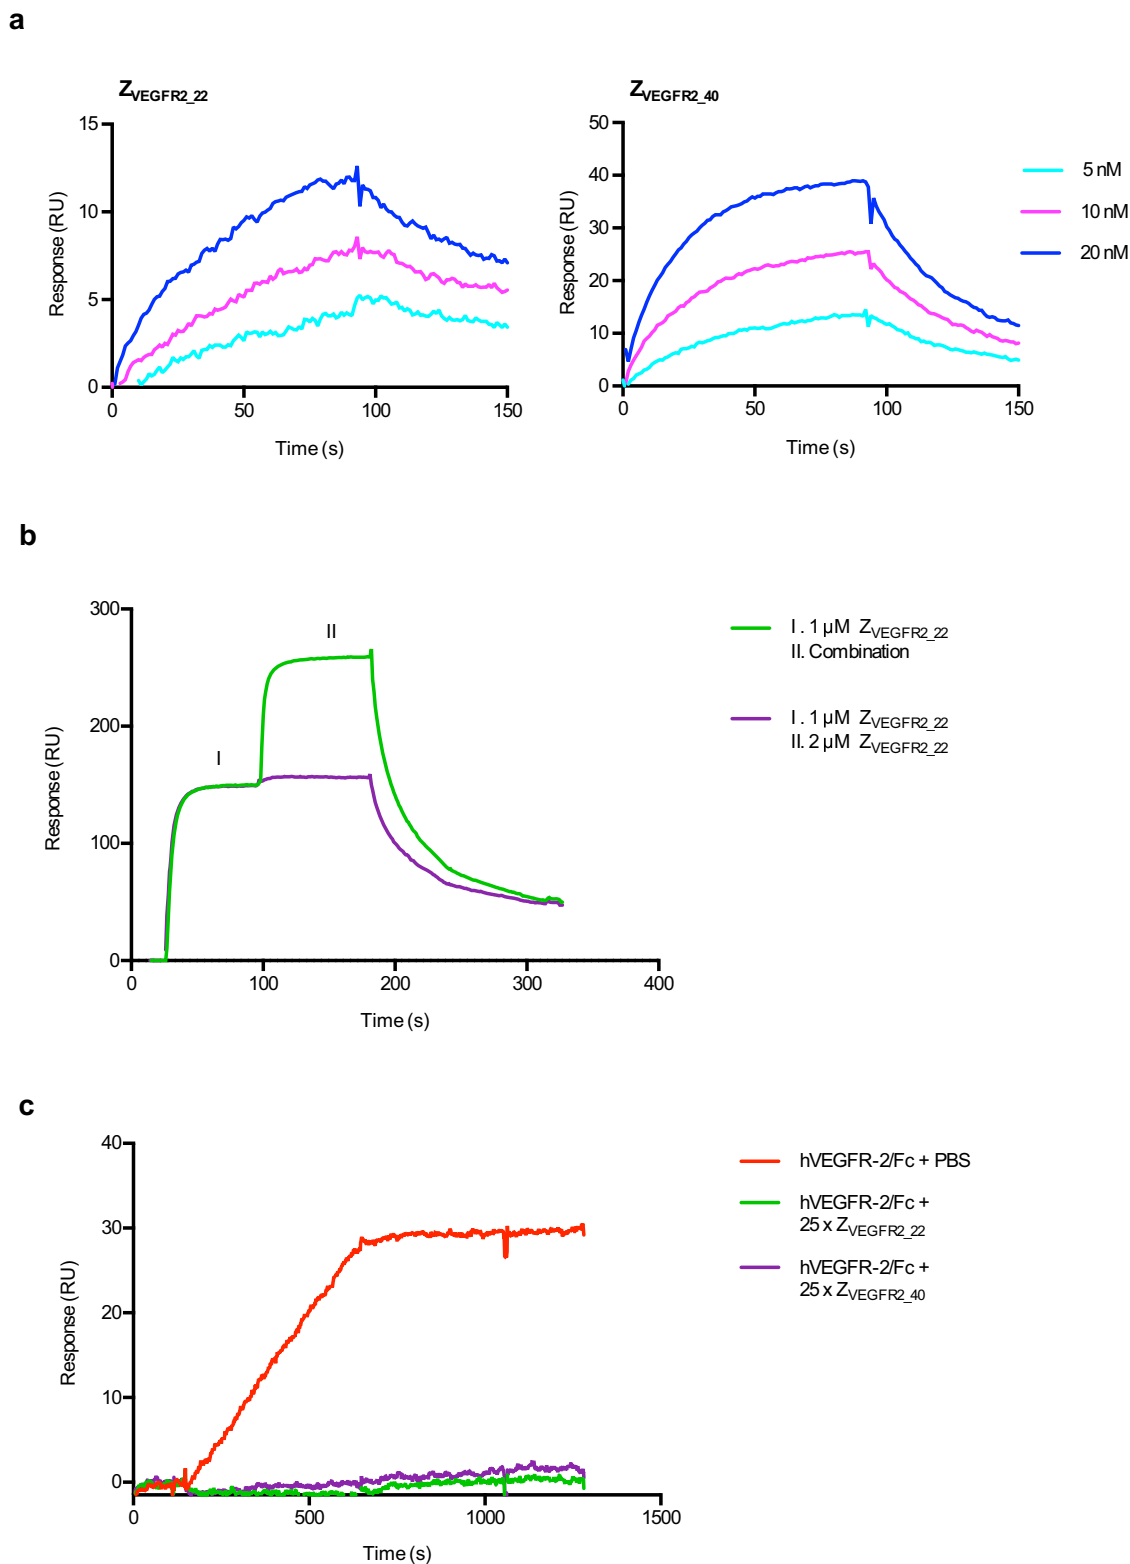 a
ZVEGFR2_22
15
10
5
0
Response (RU)
0 50 100 150
Time (s)
ZVEGFR2_40
50
40
30
20
10
0
Response (RU)
0 50 100 150
Time (s)
5 nM
10 nM
20 nM
b
300
200
100
0
Response (RU)
I
II
0 100 200 300 400
Time (s)
I . 1 µM ZVEGFR2_22
II. Combination
I . 1 µM ZVEGFR2_22
II. 2 µM ZVEGFR2_22
c
40
30
20
10
0
Response (RU)
0 500 1000 1500
Time (s)
hVEGFR-2/Fc + PBS
hVEGFR-2/Fc +
25 x ZVEGFR2_22
hVEGFR-2/Fc +
25 x ZVEGFR2_40